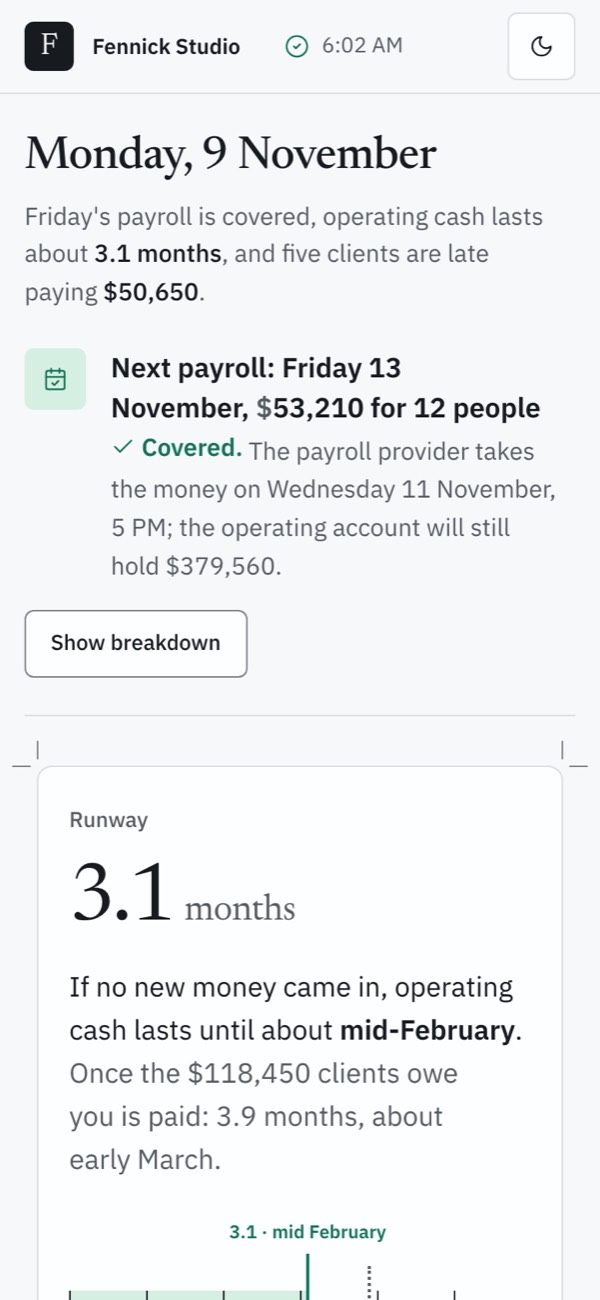 F Fennick Studio 6:02 AM
Monday, 9 November
Friday's payroll is covered, operating cash lasts
about 3.1 months, and five clients are late
paying $50,650.
Next payroll: Friday 13
November, $53,210 for 12 people
Covered. The payroll provider takes
the money on Wednesday 11 November,
5 PM; the operating account will still
hold $379,560.
Show breakdown
Runway
3.1 months
If no new money came in, operating
cash lasts until about mid-February.
Once the $118,450 clients owe
you is paid: 3.9 months, about
early March.
3.1 · mid February